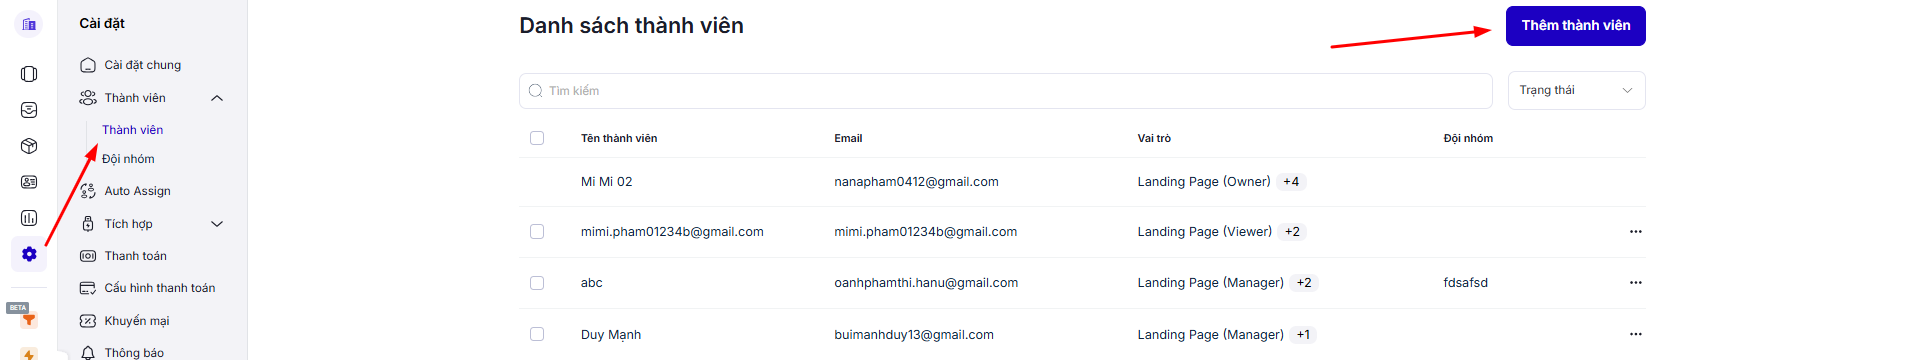 Cài đặt
Cài đặt chung
Thành viên
Thành viên
Đội nhóm
Auto Assign
Tích hợp
Thanh toán
Cấu hình thanh toán
Khuyến mại
Thông báo
BETA
Danh sách thành viên
Thêm thành viên
Tìm kiếm
Trạng thái
Tên thành viên Email Vai trò Đội nhóm
Mi Mi 02 nanapham0412@gmail.com Landing Page (Owner) +4
mimi.pham01234b@gmail.com mimi.pham01234b@gmail.com Landing Page (Viewer) +2
abc oanhphamthi.hanu@gmail.com Landing Page (Manager) +2 fdsafsd
Duy Mạnh buimanhduy13@gmail.com Landing Page (Manager) +1